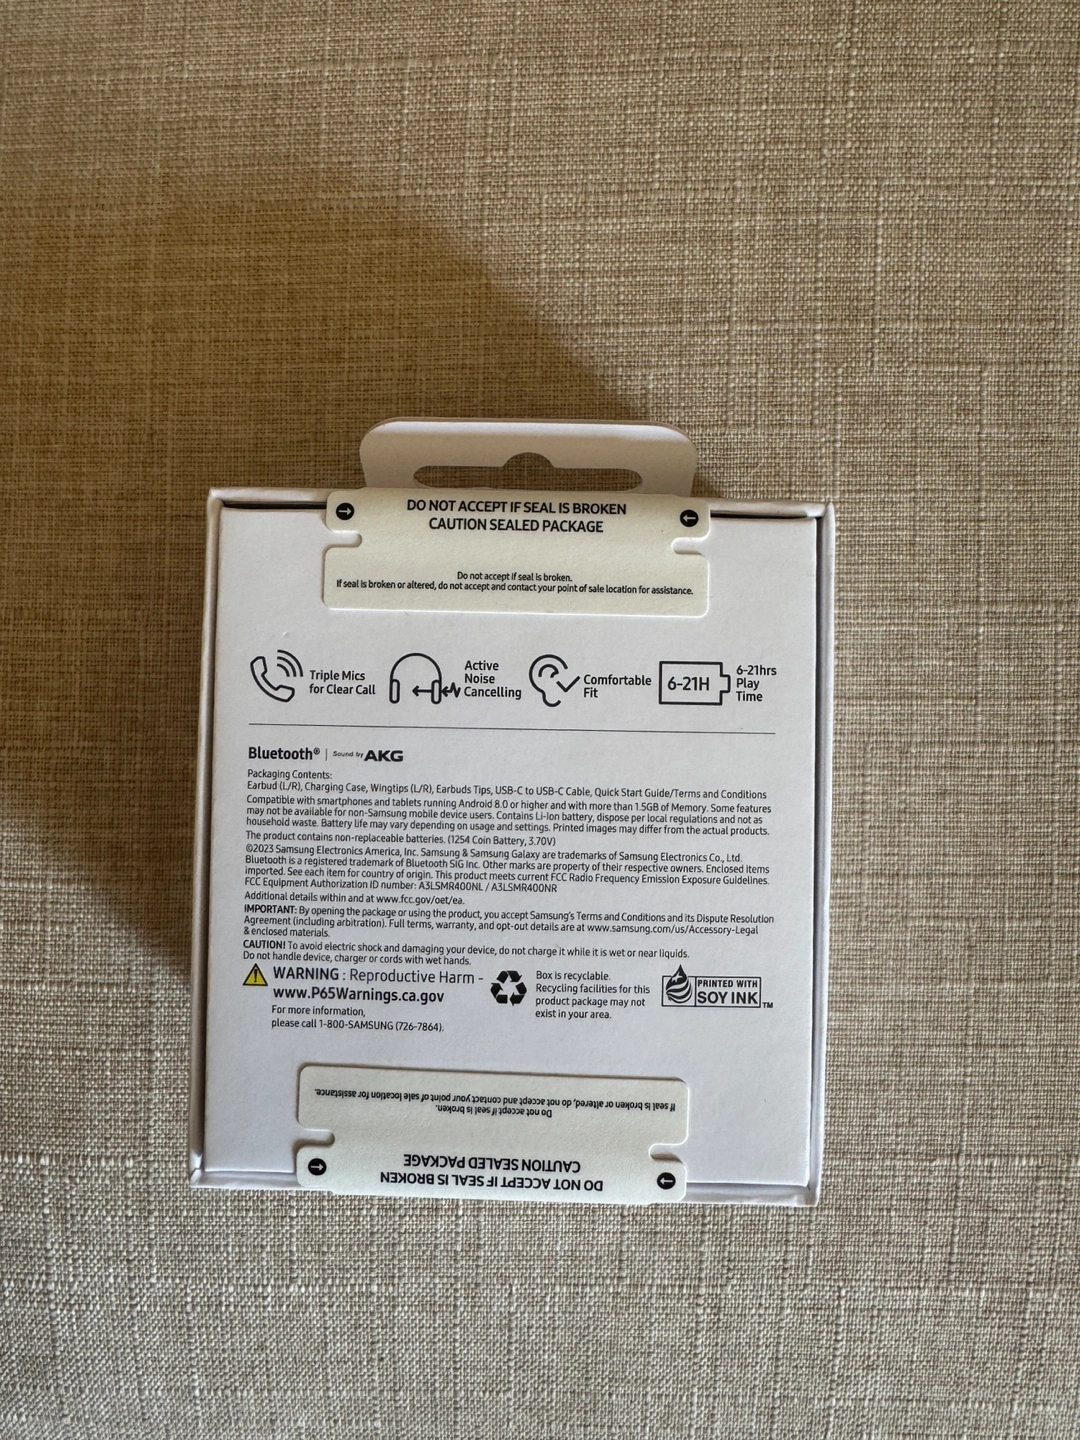 DO NOT ACCEPT IF SEAL IS BROKEN
CAUTION SEALED PACKAGE
Do not accept if seal is broken.
If seal is broken or altered, do not accept and contact your point of sale location for assistance.
Triple Mics
for Clear Call
Active
Noise
Cancelling
Comfortable
Fit
6-21H
6-21hrs
Play
Time
Bluetooth® | Sound by AKG
Packaging Contents:
Earbud (L/R), Charging Case, Wingtips (L/R), Earbuds Tips, USB-C to USB-C Cable, Quick Start Guide/Terms and Conditions
Compatible with smartphones and tablets running Android 8.0 or higher and with more than 1.5GB of Memory. Some features
may not be available for non-Samsung mobile device users. Contains Li-Ion battery, dispose per local regulations and not as
household waste. Battery life may vary depending on usage and settings. Printed images may differ from the actual products.
The product contains non-replaceable batteries. (1254 Coin Battery, 3.70V)
©2023 Samsung Electronics America, Inc. Samsung & Samsung Galaxy are trademarks of Samsung Electronics Co., Ltd.
Bluetooth is a registered trademark of Bluetooth SIG Inc. Other marks are property of their respective owners. Enclosed items
imported. See each item for country of origin. This product meets current FCC Radio Frequency Emission Exposure Guidelines.
FCC Equipment Authorization ID number: A3LSMR400NL / A3LSMR400NR
Additional details within and at www.fcc.gov/oet/ea.
IMPORTANT: By opening the package or using the product, you accept Samsung's Terms and Conditions and its Dispute Resolution
Agreement (including arbitration). Full terms, warranty, and opt-out details are at www.samsung.com/us/Accessory-Legal
& enclosed materials.
CAUTION! To avoid electric shock and damaging your device, do not charge it while it is wet or near liquids.
Do not handle device, charger or cords with wet hands.
WARNING : Reproductive Harm -
www.P65Warnings.ca.gov
For more information,
please call 1-800-SAMSUNG (726-7864).
Box is recyclable.
Recycling facilities for this
product package may not
exist in your area.
PRINTED WITH
SOY INK™
DO NOT ACCEPT IF SEAL IS BROKEN
CAUTION SEALED PACKAGE
Do not accept if seal is broken.
If seal is broken or altered, do not accept and contact your point of sale location for assistance.